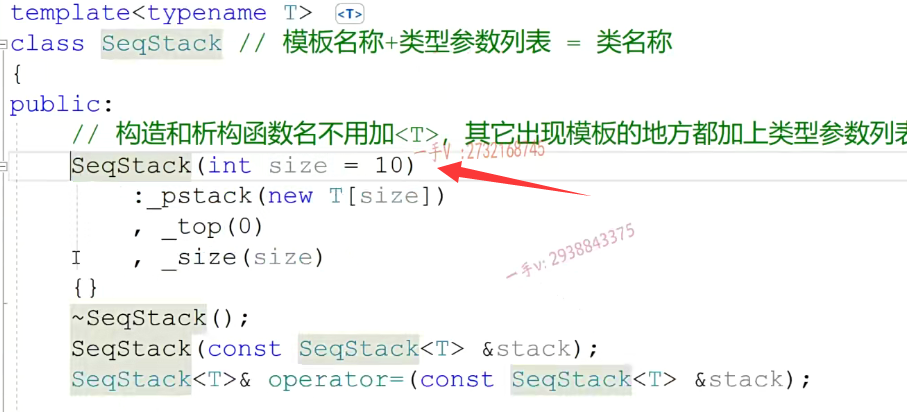 template<typename T> <T>
class SeqStack // 模板名称+类型参数列表 = 类名称
{
public:
// 构造和析构函数名不用加<T>，其它出现模板的地方都加上类型参数列表
SeqStack(int size = 10)
一手V :2732168745
:_pstack(new T[size])
, _top(0)
, _size(size)
一手v: 2938843375
{}
~SeqStack();
SeqStack(const SeqStack<T> &stack);
SeqStack<T>& operator=(const SeqStack<T> &stack);